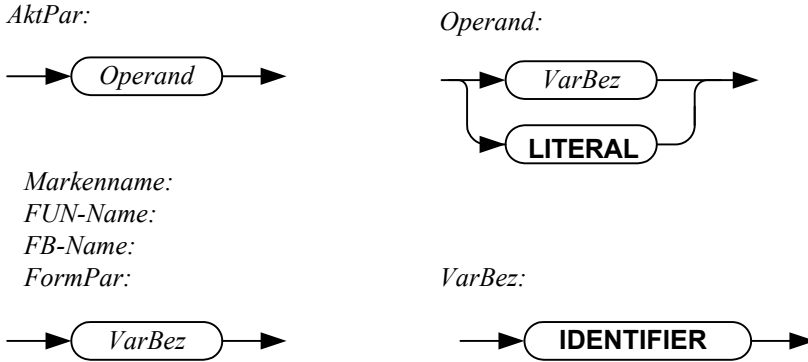 AktPar:
Operand
Operand:
VarBez
LITERAL
Markenname:
FUN-Name:
FB-Name:
FormPar:
VarBez
VarBez:
IDENTIFIER